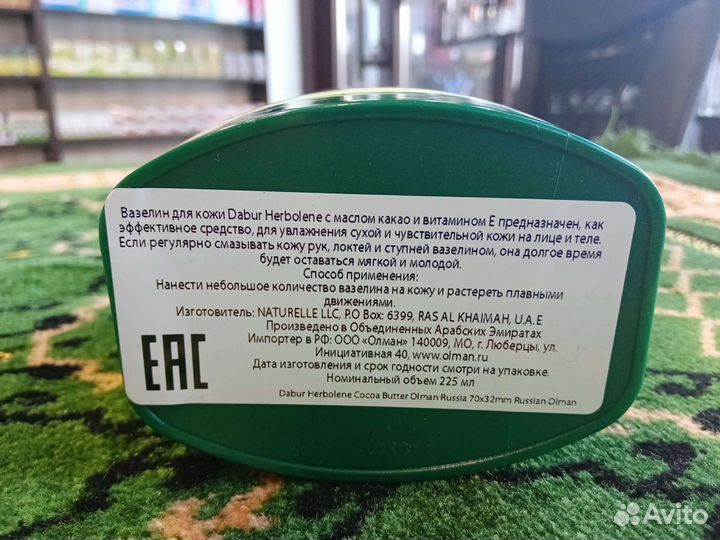 Вазелин для кожи Dabur Herbolene с маслом какао и витамином Е предназначен, как
эффективное средство, для увлажнения сухой и чувствительной кожи на лице и теле.
Если регулярно смазывать кожу рук, локтей и ступней вазелином, она долгое время
будет оставаться мягкой и молодой.
Способ применения:
Нанести небольшое количество вазелина на кожу и растереть плавными
движениями.
Изготовитель: NATURELLE LLC, P.O Box: 6399, RAS AL KHAIMAH, U.A.E
Произведено в Объединенных Арабских Эмиратах
Импортер в РФ: ООО «Олман» 140009, МО, г. Люберцы, ул.
Инициативная 40, www.olman.ru
Дата изготовления и срок годности смотри на упаковке.
Номинальный объем 225 мл
Dabur Herbolene Cocoa Butter Olman Russia 70x32mm Russian Olman
EAC
Avito